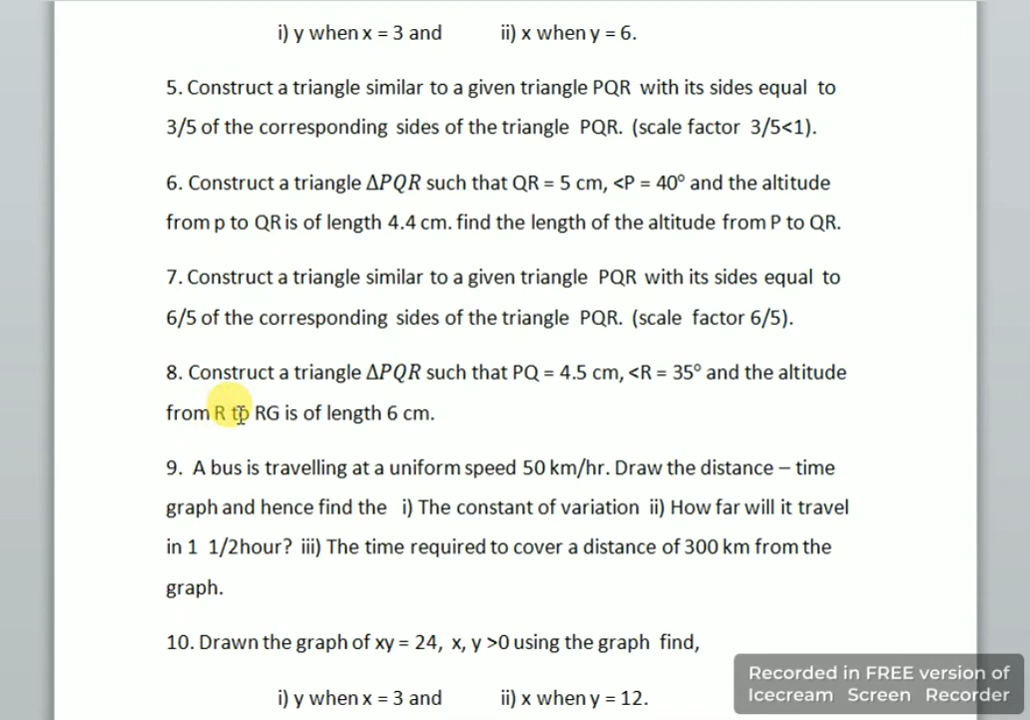 i) y when x = 3 and ii) x when y = 6.
5. Construct a triangle similar to a given triangle PQR with its sides equal to
3/5 of the corresponding sides of the triangle PQR. (scale factor 3/5<1).
6. Construct a triangle ΔPQR such that QR = 5 cm, <P = 40° and the altitude
from p to QR is of length 4.4 cm. find the length of the altitude from P to QR.
7. Construct a triangle similar to a given triangle PQR with its sides equal to
6/5 of the corresponding sides of the triangle PQR. (scale factor 6/5).
8. Construct a triangle ΔPQR such that PQ = 4.5 cm, <R = 35° and the altitude
from R to RG is of length 6 cm.
9. A bus is travelling at a uniform speed 50 km/hr. Draw the distance – time
graph and hence find the i) The constant of variation ii) How far will it travel
in 1 1/2hour? iii) The time required to cover a distance of 300 km from the
graph.
10. Drawn the graph of xy = 24, x, y >0 using the graph find,
i) y when x = 3 and ii) x when y = 12.
Recorded in FREE version of
Icecream Screen Recorder